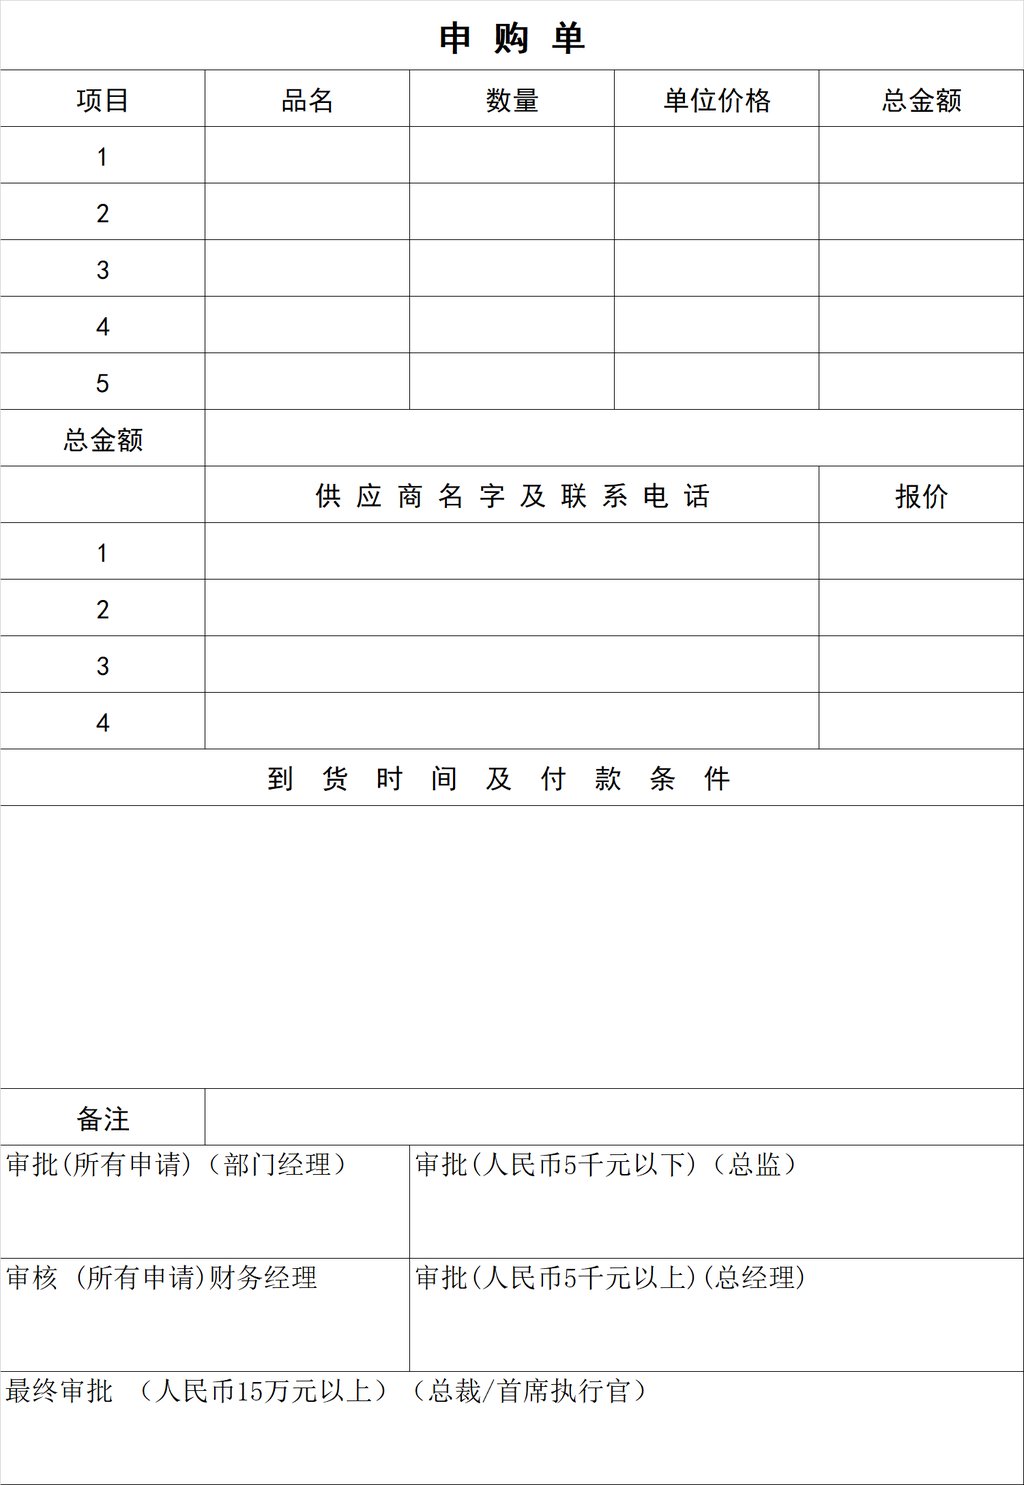 申 购 单
项目 品名 数量 单位价格 总金额
1
2
3
4
5
总金额
供 应 商 名 字 及 联 系 电 话 报价
1
2
3
4
到 货 时 间 及 付 款 条 件
备注
审批(所有申请)（部门经理） 审批(人民币5千元以下)（总监）
审核 (所有申请)财务经理 审批(人民币5千元以上)(总经理)
最终审批 （人民币15万元以上）（总裁/首席执行官）